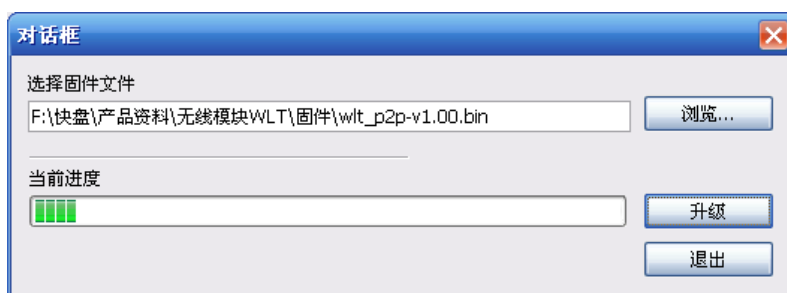 对话框
选择固件文件
F:\快盘\产品资料\无线模块WLT\固件\wlt_p2p-v1.00.bin
浏览...
当前进度
升级
退出